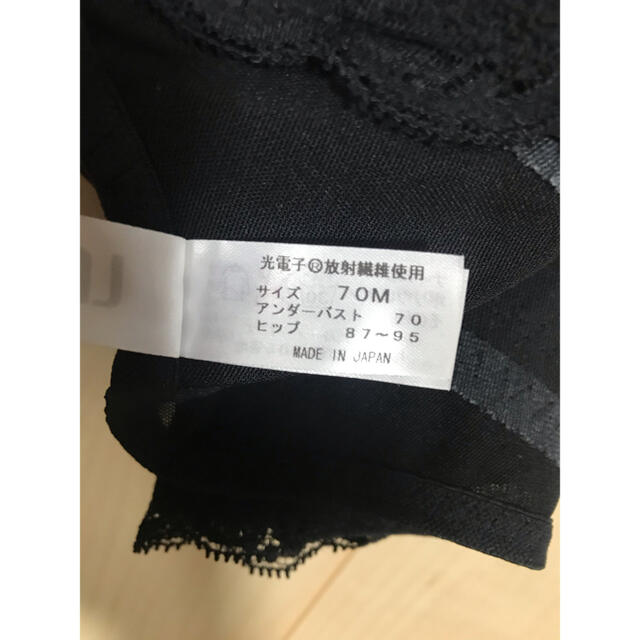 光電子®放射繊維使用
サイズ 70M
アンダーバスト 70
ヒップ 87～95
MADE IN JAPAN